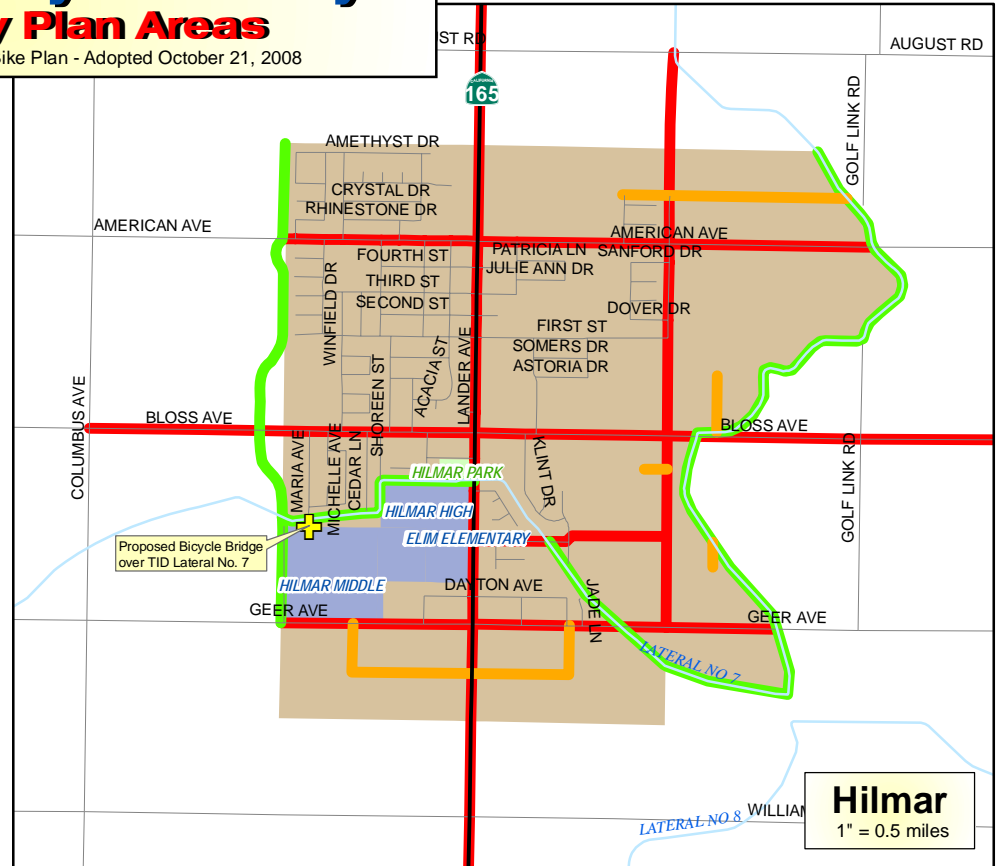 Plan Areas
Bike Plan - Adopted October 21, 2008
ST RD
AUGUST RD
165
GOLF LINK RD
AMETHYST DR
CRYSTAL DR
RHINESTONE DR
AMERICAN AVE
AMERICAN AVE
FOURTH ST
PATRICIA LN
SANFORD DR
JULIE ANN DR
THIRD ST
SECOND ST
WINFIELD DR
DOVER DR
FIRST ST
SOMERS DR
ASTORIA DR
LANDER AVE
ACACIA ST
SHOREEN ST
COLUMBUS AVE
BLOSS AVE
BLOSS AVE
MARIA AVE
MICHELLE AVE
CEDAR LN
KLINT DR
GOLF LINK RD
HILMAR PARK
HILMAR HIGH
ELIM ELEMENTARY
Proposed Bicycle Bridge
over TID Lateral No. 7
HILMAR MIDDLE
DAYTON AVE
JADE LN
GEER AVE
GEER AVE
LATERAL NO 7
LATERAL NO 8
Hilmar
1" = 0.5 miles